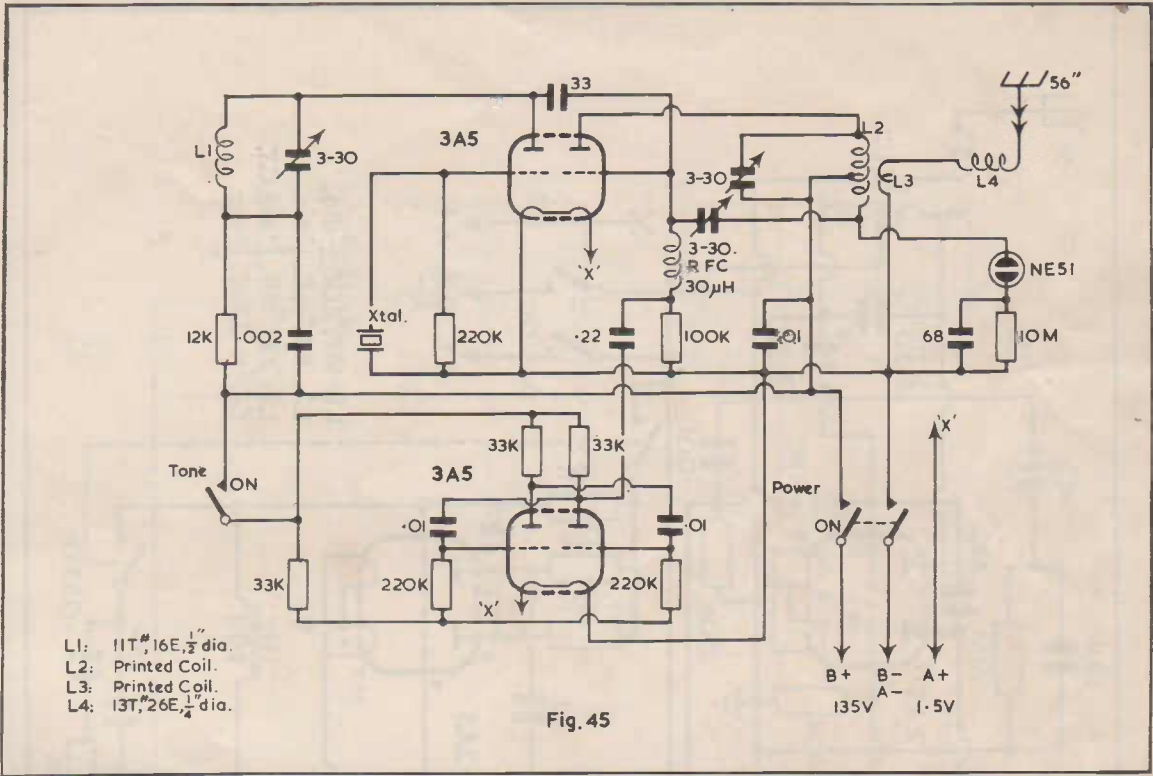 33
56"
3A5
L2
L1
3-30
3-30
L3
L4
3-30.
RFC
30µH
'X'
NE51
Xtal.
12K
.002
220K
.22
100K
.01
68
10M
33K
33K
'X'
Tone
ON
3A5
Power
.01
.01
ON
33K
220K
220K
'X'
L1: 11T#,16E,½" dia.
L2: Printed Coil.
L3: Printed Coil.
L4: 13T,#26E,¼" dia.
B+ B- A+
A-
135V 1.5V
Fig. 45